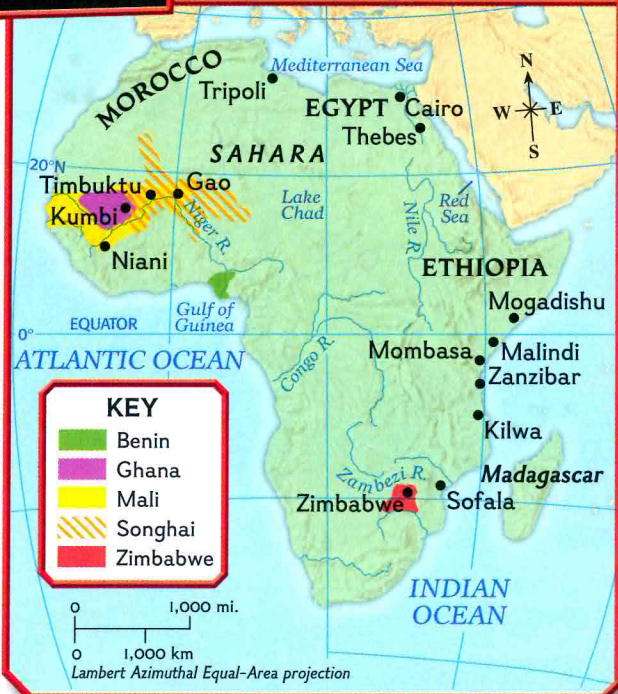 MOROCCO
Mediterranean Sea
Tripoli
EGYPT
Cairo
Thebes
N
W
E
S
SAHARA
20°N
Timbuktu
Gao
Kumbi
Niger R.
Lake
Chad
Nile R.
Red
Sea
Niani
ETHIOPIA
Mogadishu
Gulf of
Guinea
EQUATOR
0°
ATLANTIC OCEAN
Congo R.
Mombasa
Malindi
Zanzibar
Kilwa
Zambezi R.
Madagascar
Zimbabwe
Sofala
INDIAN
OCEAN
KEY
Benin
Ghana
Mali
Songhai
Zimbabwe
0
1,000 mi.
0
1,000 km
Lambert Azimuthal Equal-Area projection